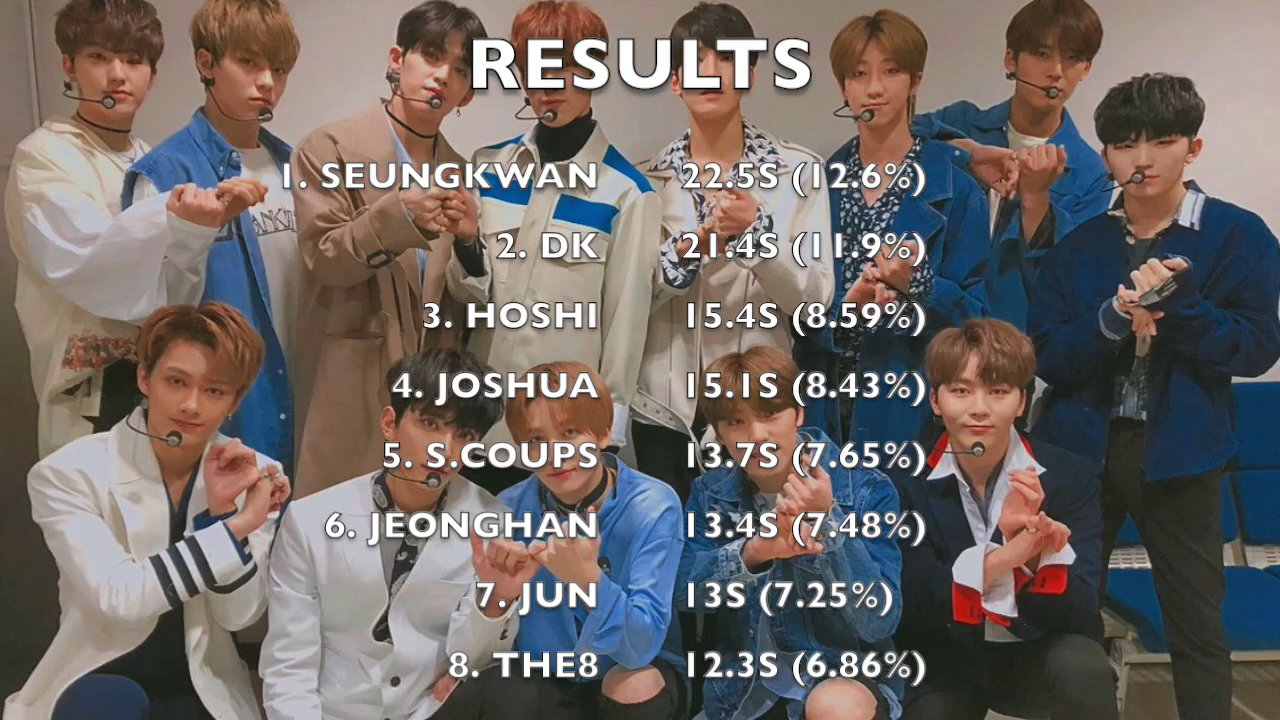 RESULTS
1. SEUNGKWAN 22.5S (12.6%)
2. DK 21.4S (11.9%)
3. HOSHI 15.4S (8.59%)
4. JOSHUA 15.1S (8.43%)
5. S.COUPS 13.7S (7.65%)
6. JEONGHAN 13.4S (7.48%)
7. JUN 13S (7.25%)
8. THE8 12.3S (6.86%)